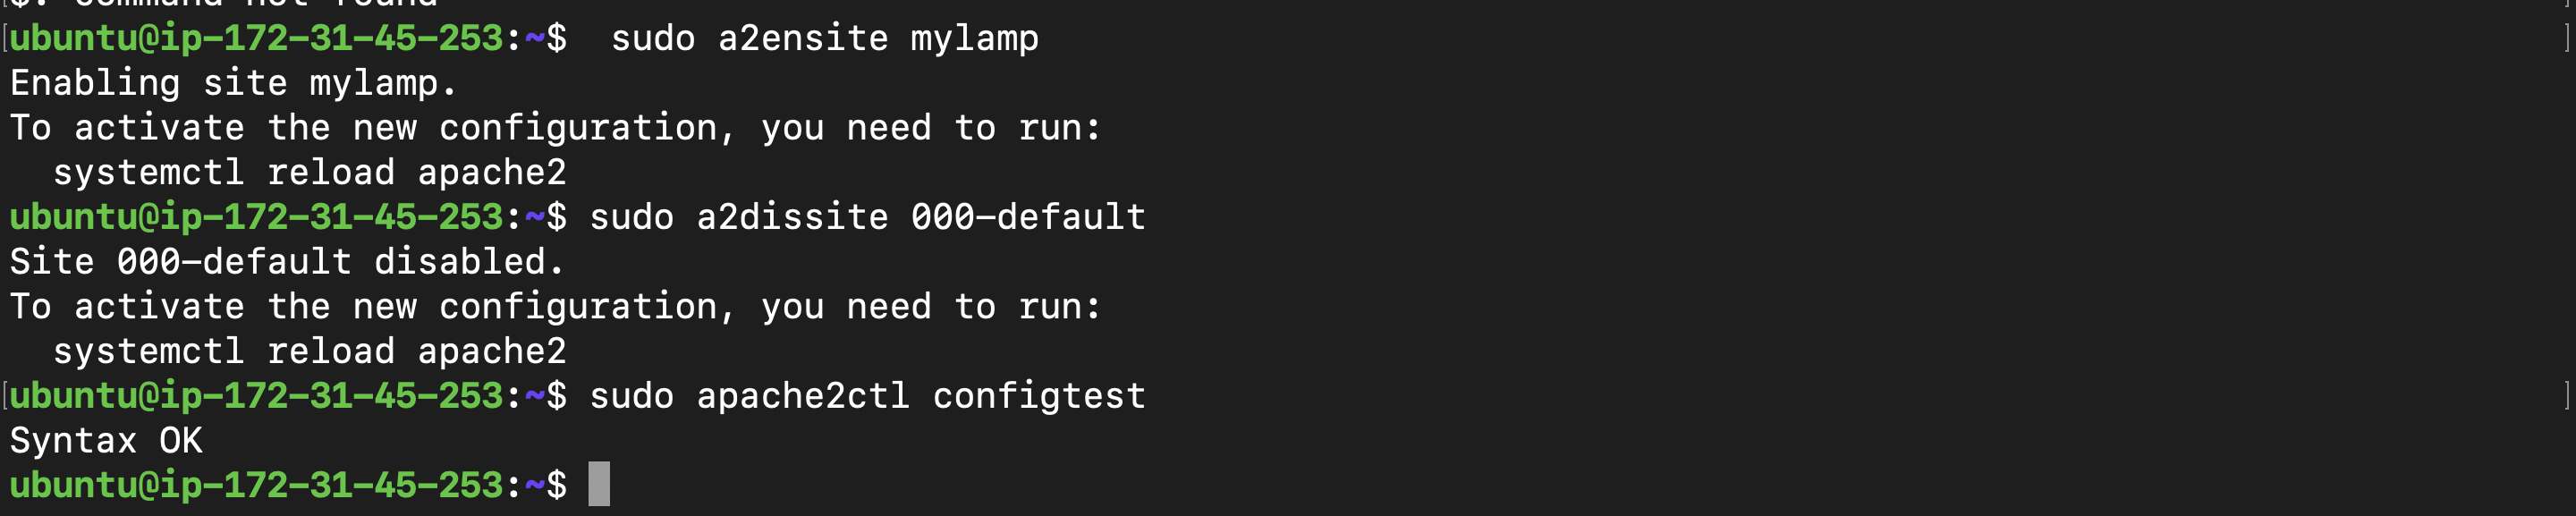 $: command not found
[ubuntu@ip-172-31-45-253:~$  sudo a2ensite mylamp ]
Enabling site mylamp.
To activate the new configuration, you need to run:
  systemctl reload apache2
ubuntu@ip-172-31-45-253:~$ sudo a2dissite 000-default
Site 000-default disabled.
To activate the new configuration, you need to run:
  systemctl reload apache2
[ubuntu@ip-172-31-45-253:~$ sudo apache2ctl configtest ]
Syntax OK
ubuntu@ip-172-31-45-253:~$